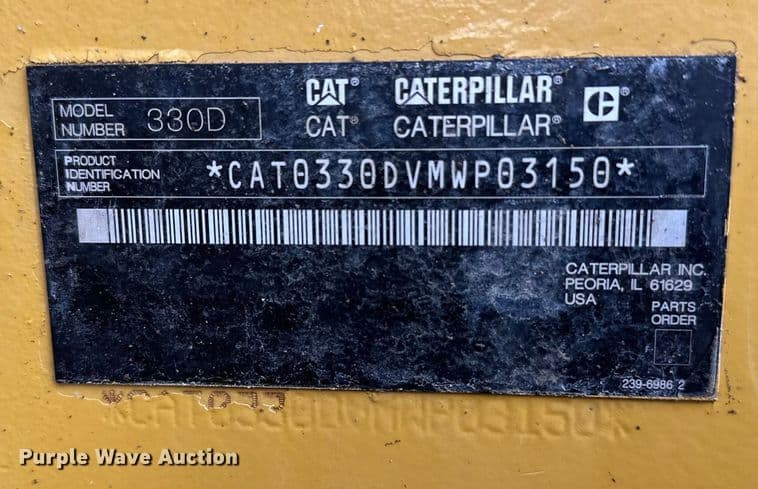 CAT® CATERPILLAR® C®
CAT® CATERPILLAR®
MODEL
NUMBER 330D
PRODUCT
IDENTIFICATION
NUMBER
*CAT0330DVMWP03150*
CATERPILLAR INC.
PEORIA, IL 61629
USA
PARTS
ORDER
239-6986 2
*CAT0330DVMWP03150*
Purple Wave Auction